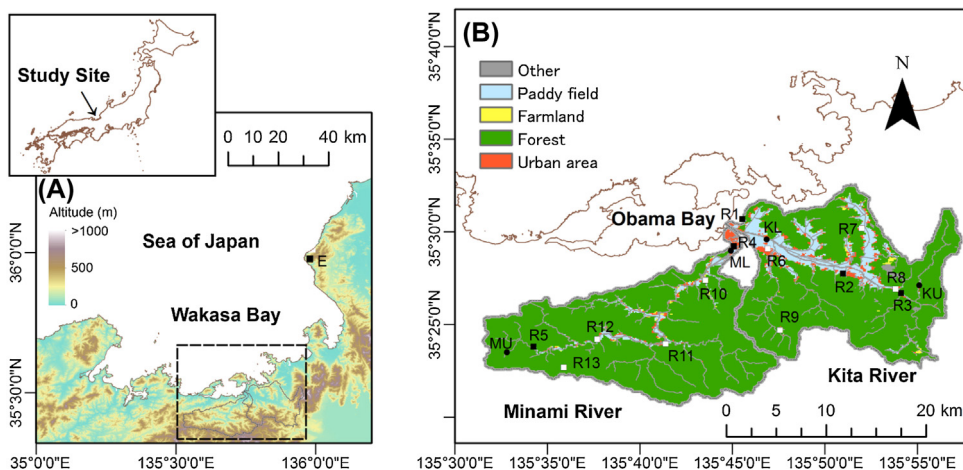 Study Site
0 10 20 40 km
(A)
Altitude (m)
>1000
500
0
Sea of Japan
E
Wakasa Bay
36°0'0"N
35°30'0"N
135°0'0"E
135°30'0"E
136°0'0"E
(B)
Other
Paddy field
Farmland
Forest
Urban area
N
Obama Bay
R1
KL
R7
R4
ML
R6
R2
R8
KU
R3
R10
R9
R12
R5
MU
R11
R13
Kita River
Minami River
0 5 10 20 km
35°40'0"N
35°35'0"N
35°30'0"N
35°25'0"N
135°30'0"E
135°35'0"E
135°40'0"E
135°45'0"E
135°50'0"E
135°55'0"E